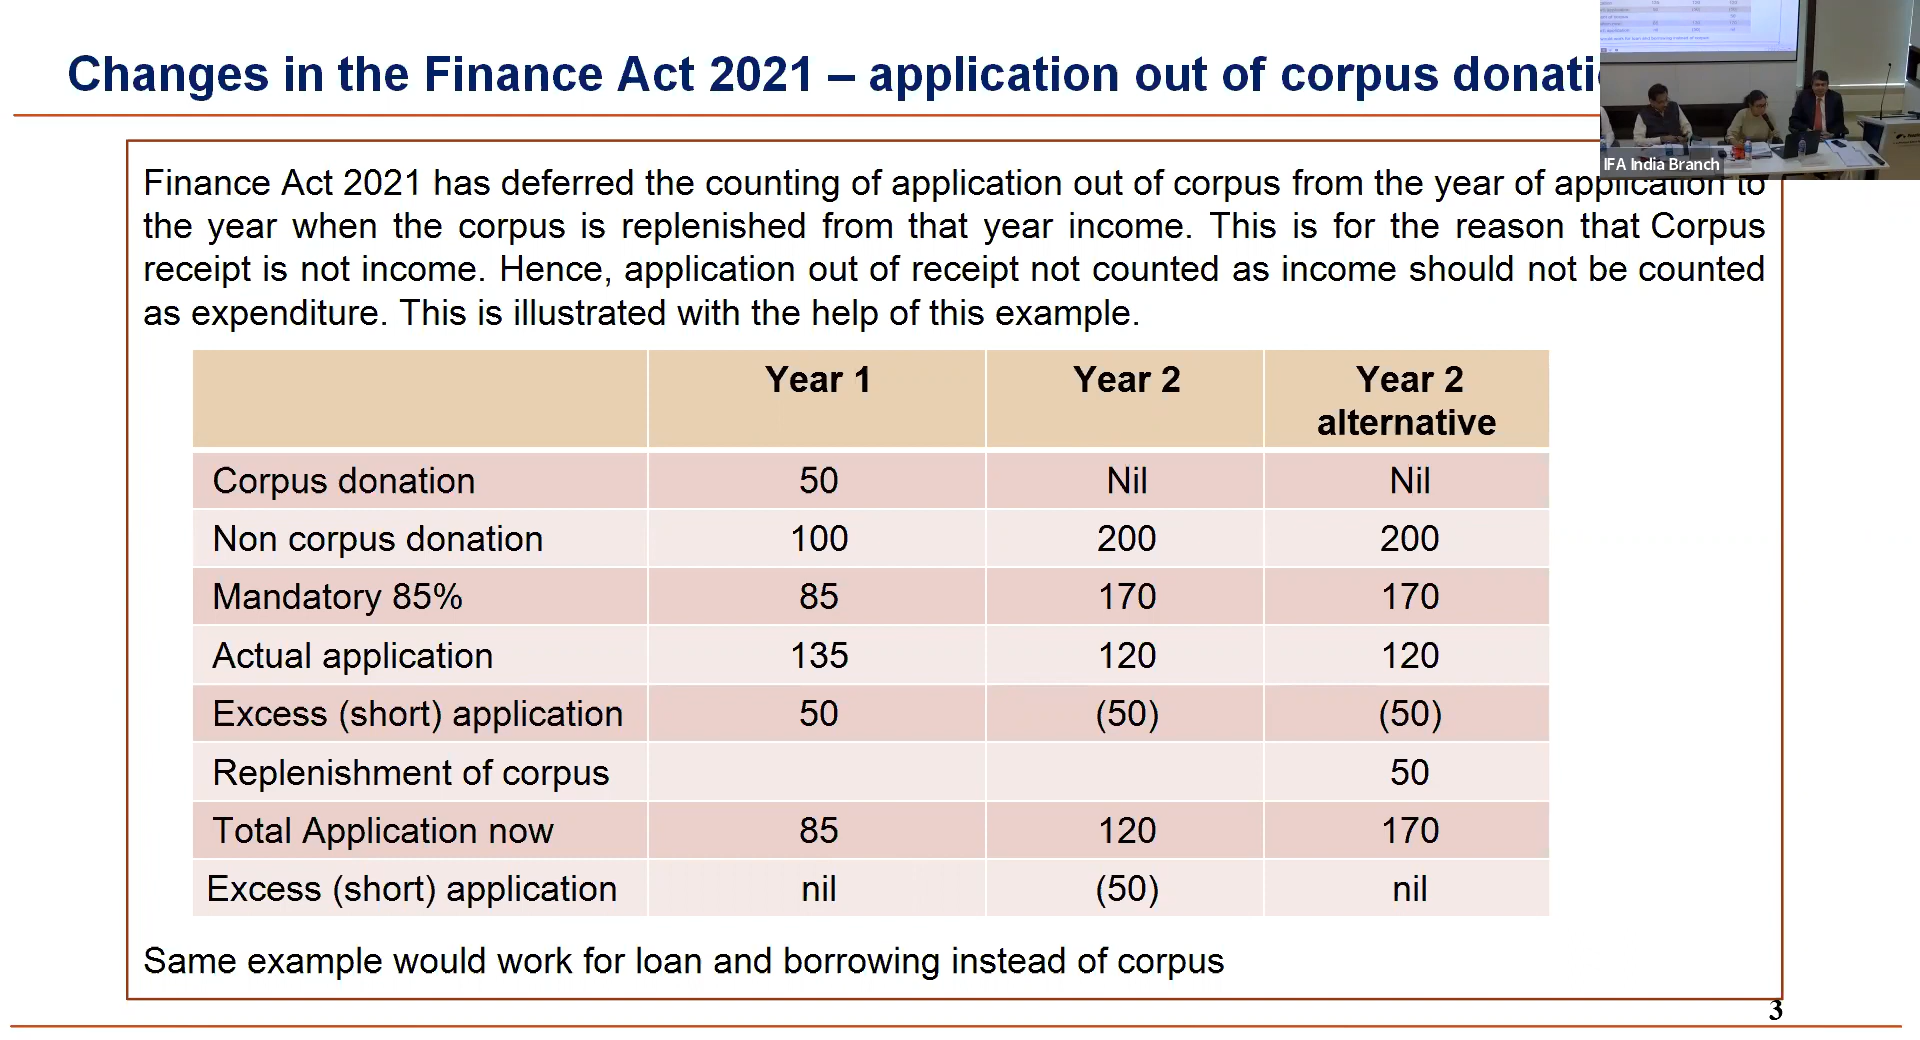 Changes in the Finance Act 2021 – application out of corpus donati
IFA India Branch
Finance Act 2021 has deferred the counting of application out of corpus from the year of application to
the year when the corpus is replenished from that year income. This is for the reason that Corpus
receipt is not income. Hence, application out of receipt not counted as income should not be counted
as expenditure. This is illustrated with the help of this example.
Year 1 Year 2 Year 2
alternative
Corpus donation 50 Nil Nil
Non corpus donation 100 200 200
Mandatory 85% 85 170 170
Actual application 135 120 120
Excess (short) application 50 (50) (50)
Replenishment of corpus 50
Total Application now 85 120 170
Excess (short) application nil (50) nil
Same example would work for loan and borrowing instead of corpus
3